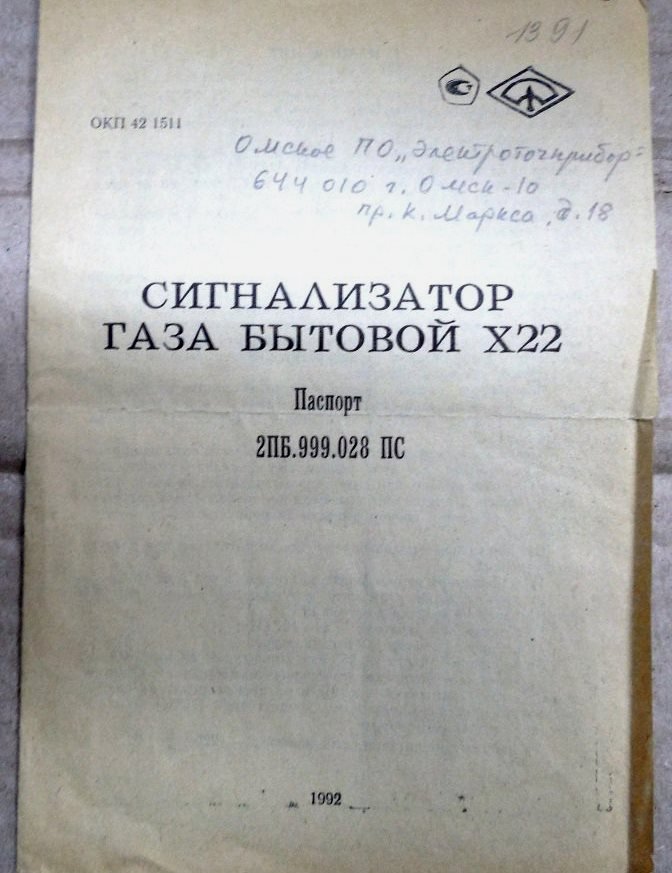 1391
ОКП 42 1511
Омское ПО „Электроточприбор"
644 010 г. Омск-10
пр. К. Маркса, д. 18
СИГНАЛИЗАТОР
ГАЗА БЫТОВОЙ Х22
Паспорт
2ПБ.999.028 ПС
1992